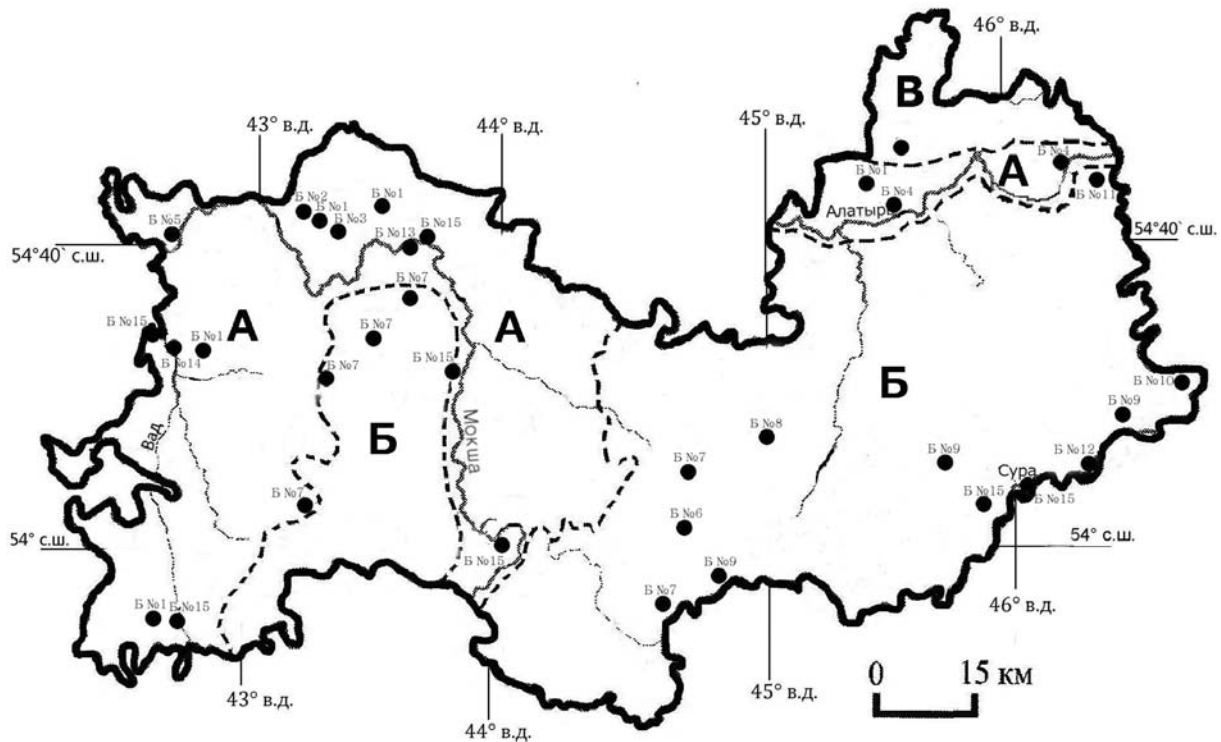 46° в.д.
В
43° в.д.
44° в.д.
45° в.д.
А
Б №4
Б №1
Б №11
Б №2
Б №1
Б №1
Б №3
Б №4
Алатырь
Б №5
Б №15
Б №13
54°40` с.ш.
54°40` с.ш.
Б №7
Б №15
Б №1
А
А
Б №7
Б №14
Б №7
Б №15
Б
Б №10
Б №9
Мокша
Б
Б №8
Вад
Б №7
Б №9
Сура
Б №12
Б №7
Б №15
Б №15
Б №6
54° с.ш.
54° с.ш.
Б №15
Б №9
Б №1
Б №15
Б №7
46° в.д.
45° в.д.
43° в.д.
44° в.д.
0 15 км